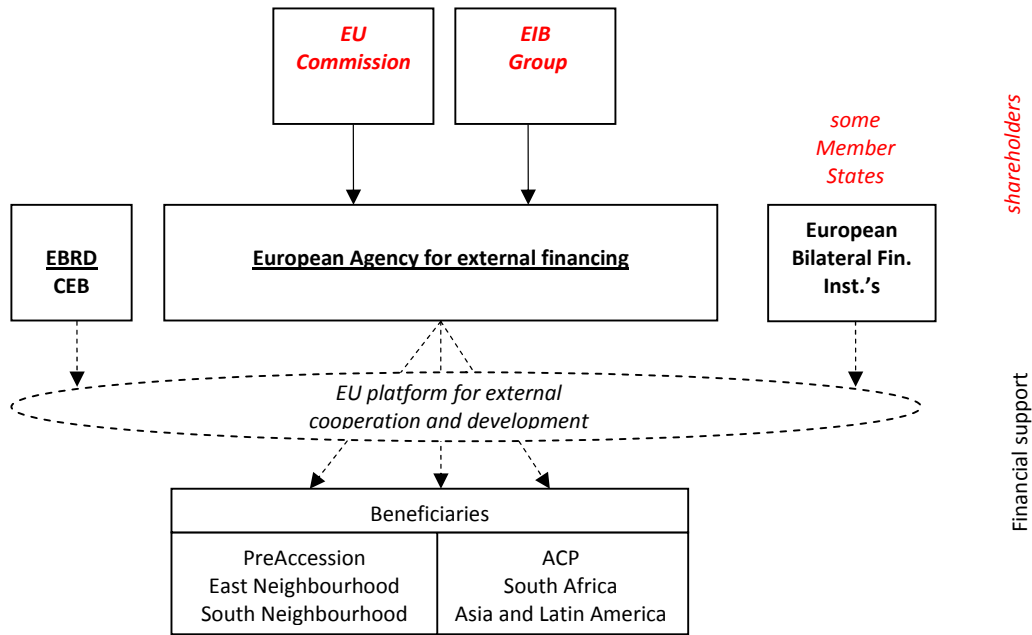 EU
Commission
EIB
Group
some
Member
States
shareholders
EBRD
CEB
European Agency for external financing
European
Bilateral Fin.
Inst.'s
EU platform for external
cooperation and development
Financial support
Beneficiaries
PreAccession
East Neighbourhood
South Neighbourhood
ACP
South Africa
Asia and Latin America